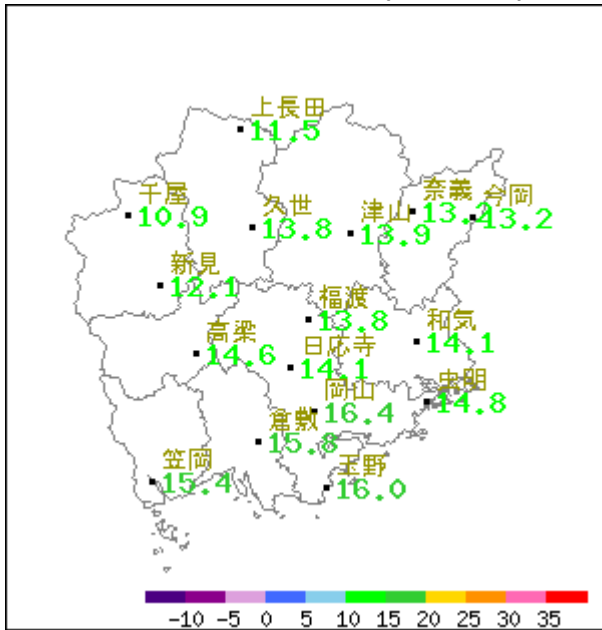 上長田
11.5
千屋
10.9
久世
13.8
津山
13.9
奈義
13.2
今岡
13.2
新見
12.1
福渡
13.8
和気
14.1
高梁
14.6
日応寺
14.1
虫明
14.8
岡山
16.4
倉敷
15.8
笠岡
15.4
玉野
16.0
-10 -5 0 5 10 15 20 25 30 35